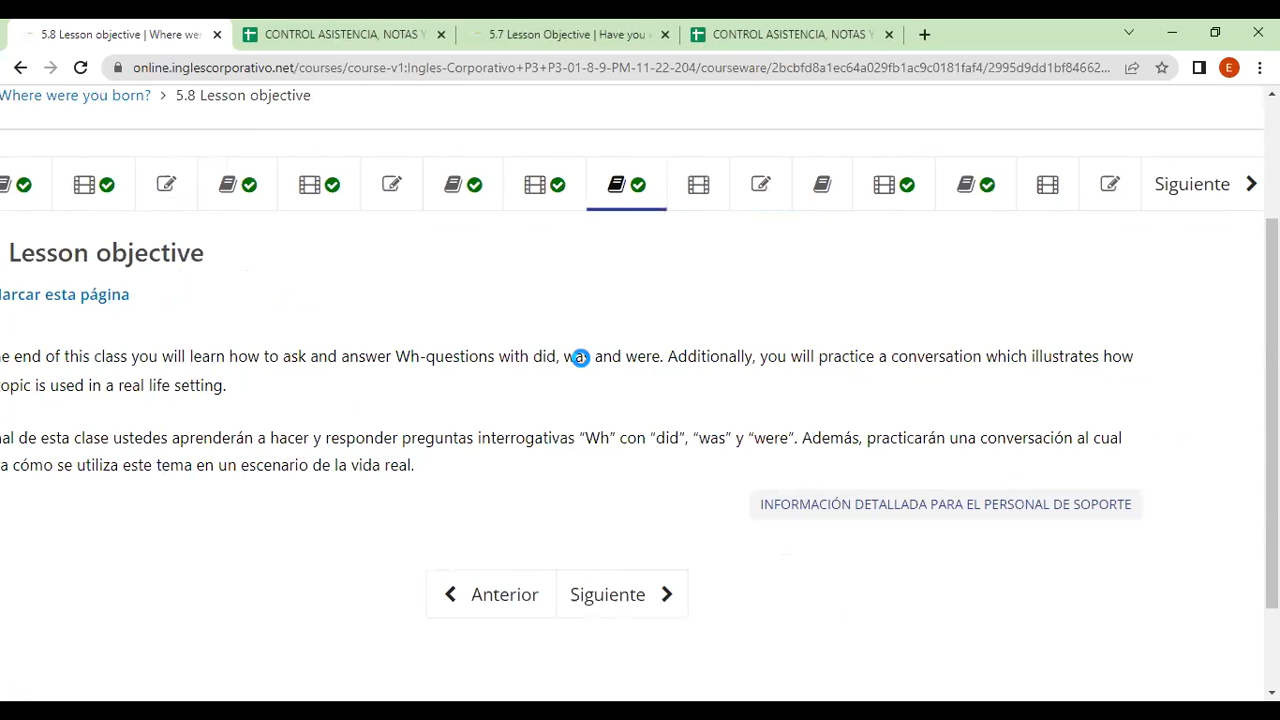 5.8 Lesson objective | Where wer
CONTROL ASISTENCIA, NOTAS Y
5.7 Lesson Objective | Have you
CONTROL ASISTENCIA, NOTAS Y
online.inglescorporativo.net/courses/course-v1:Ingles-Corporativo+P3+P3-01-8-9-PM-11-22-204/courseware/2bcbfd8a1ec64a029fb1ac9c0181faf4/2995d9dd1bf84662...
E
Where were you born? > 5.8 Lesson objective
Siguiente
Lesson objective
arcar esta página
e end of this class you will learn how to ask and answer Wh-questions with did, was and were. Additionally, you will practice a conversation which illustrates how
opic is used in a real life setting.
al de esta clase ustedes aprenderán a hacer y responder preguntas interrogativas “Wh” con “did”, “was” y “were”. Además, practicarán una conversación al cual
a cómo se utiliza este tema en un escenario de la vida real.
INFORMACIÓN DETALLADA PARA EL PERSONAL DE SOPORTE
Anterior
Siguiente